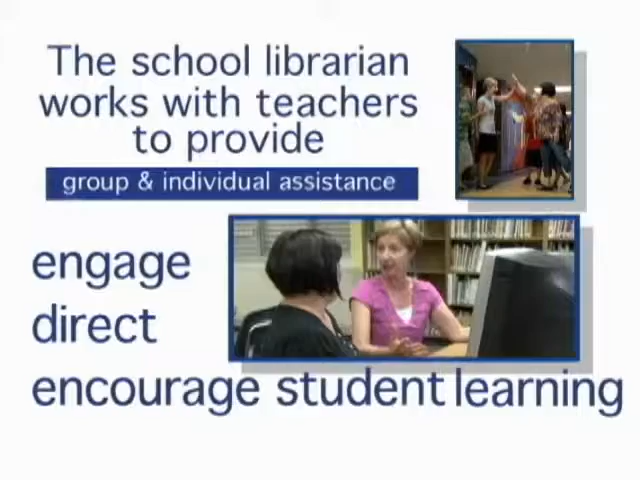 The school librarian
works with teachers
to provide
group & individual assistance
engage
direct
encourage student learning